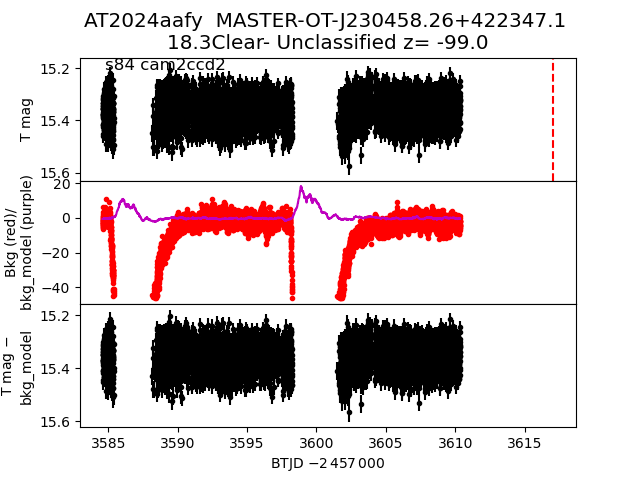 AT2024aafy  MASTER-OT-J230458.26+422347.1
18.3Clear- Unclassified z= -99.0
s84 cam2ccd2
15.2
15.4
15.6
T mag
20
0
−20
−40
Bkg (red)/
bkg_model (purple)
15.2
15.4
15.6
T mag −
bkg_model
3585
3590
3595
3600
3605
3610
3615
BTJD −2 457 000